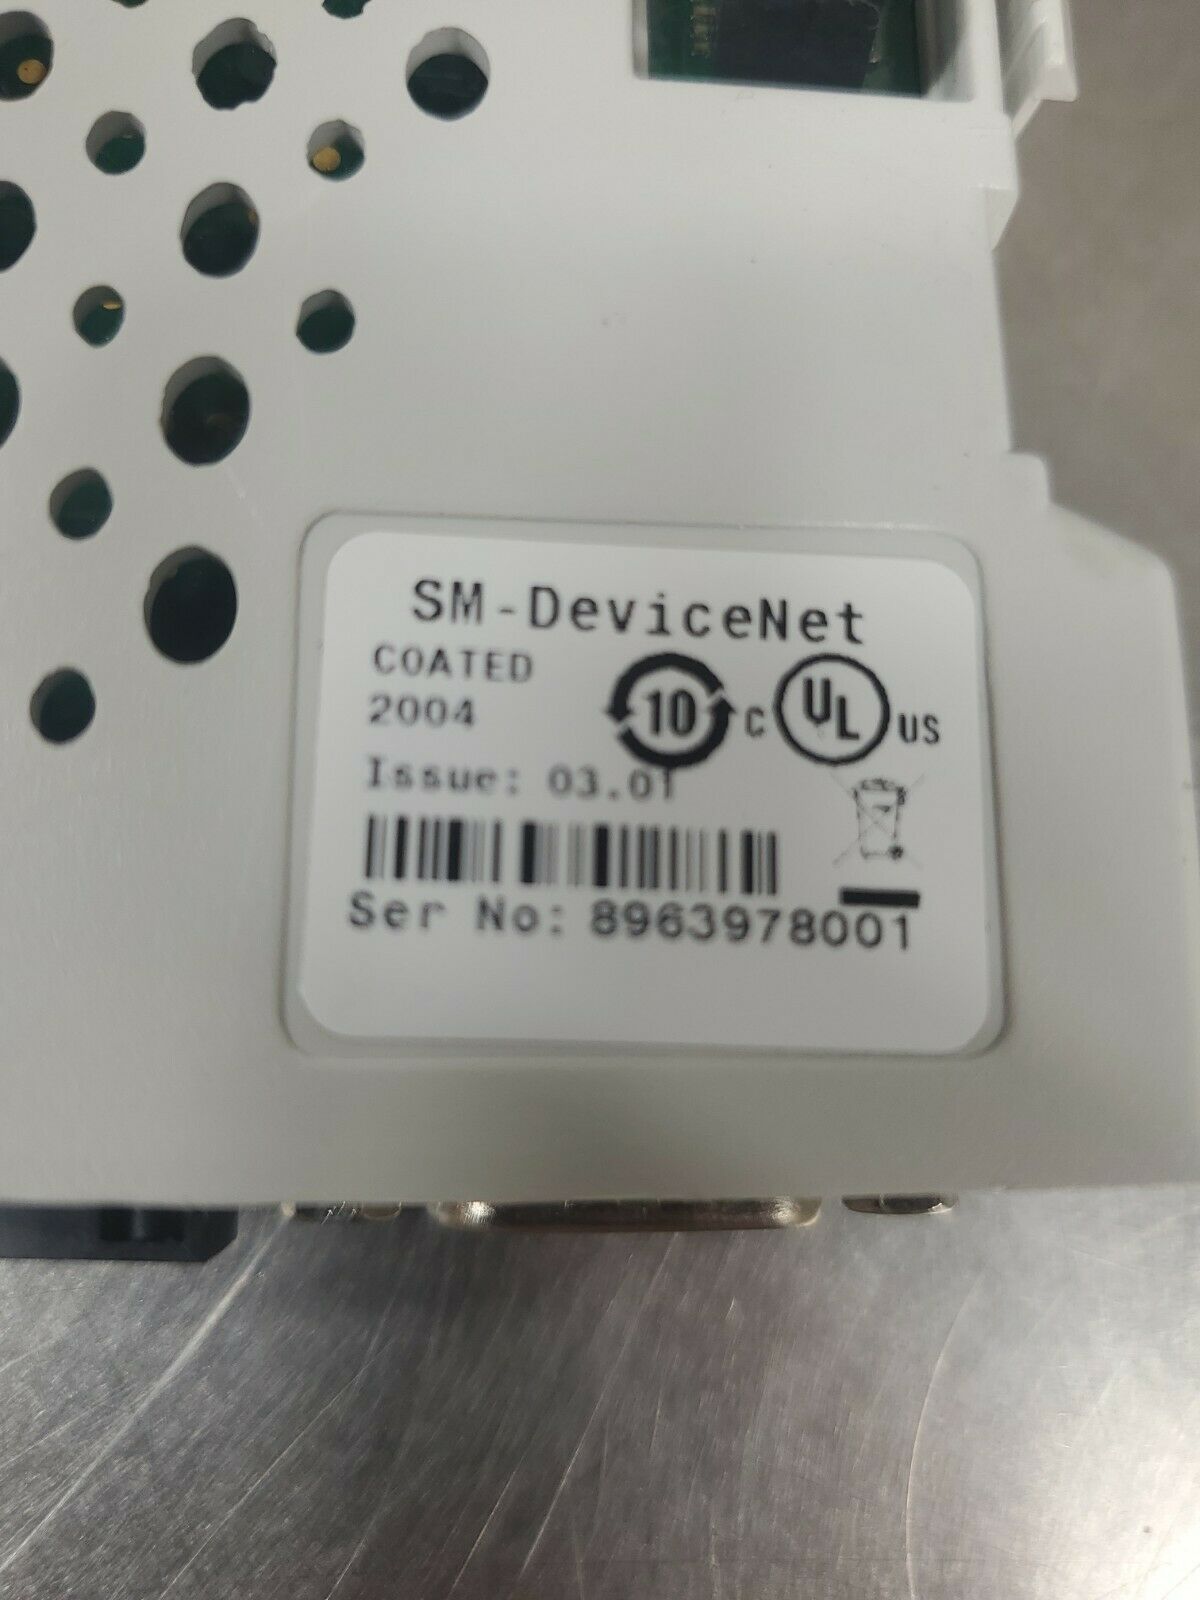 SM-DeviceNet
COATED
2004
10
C UL US
Issue: 03.01
Ser No: 8963978001